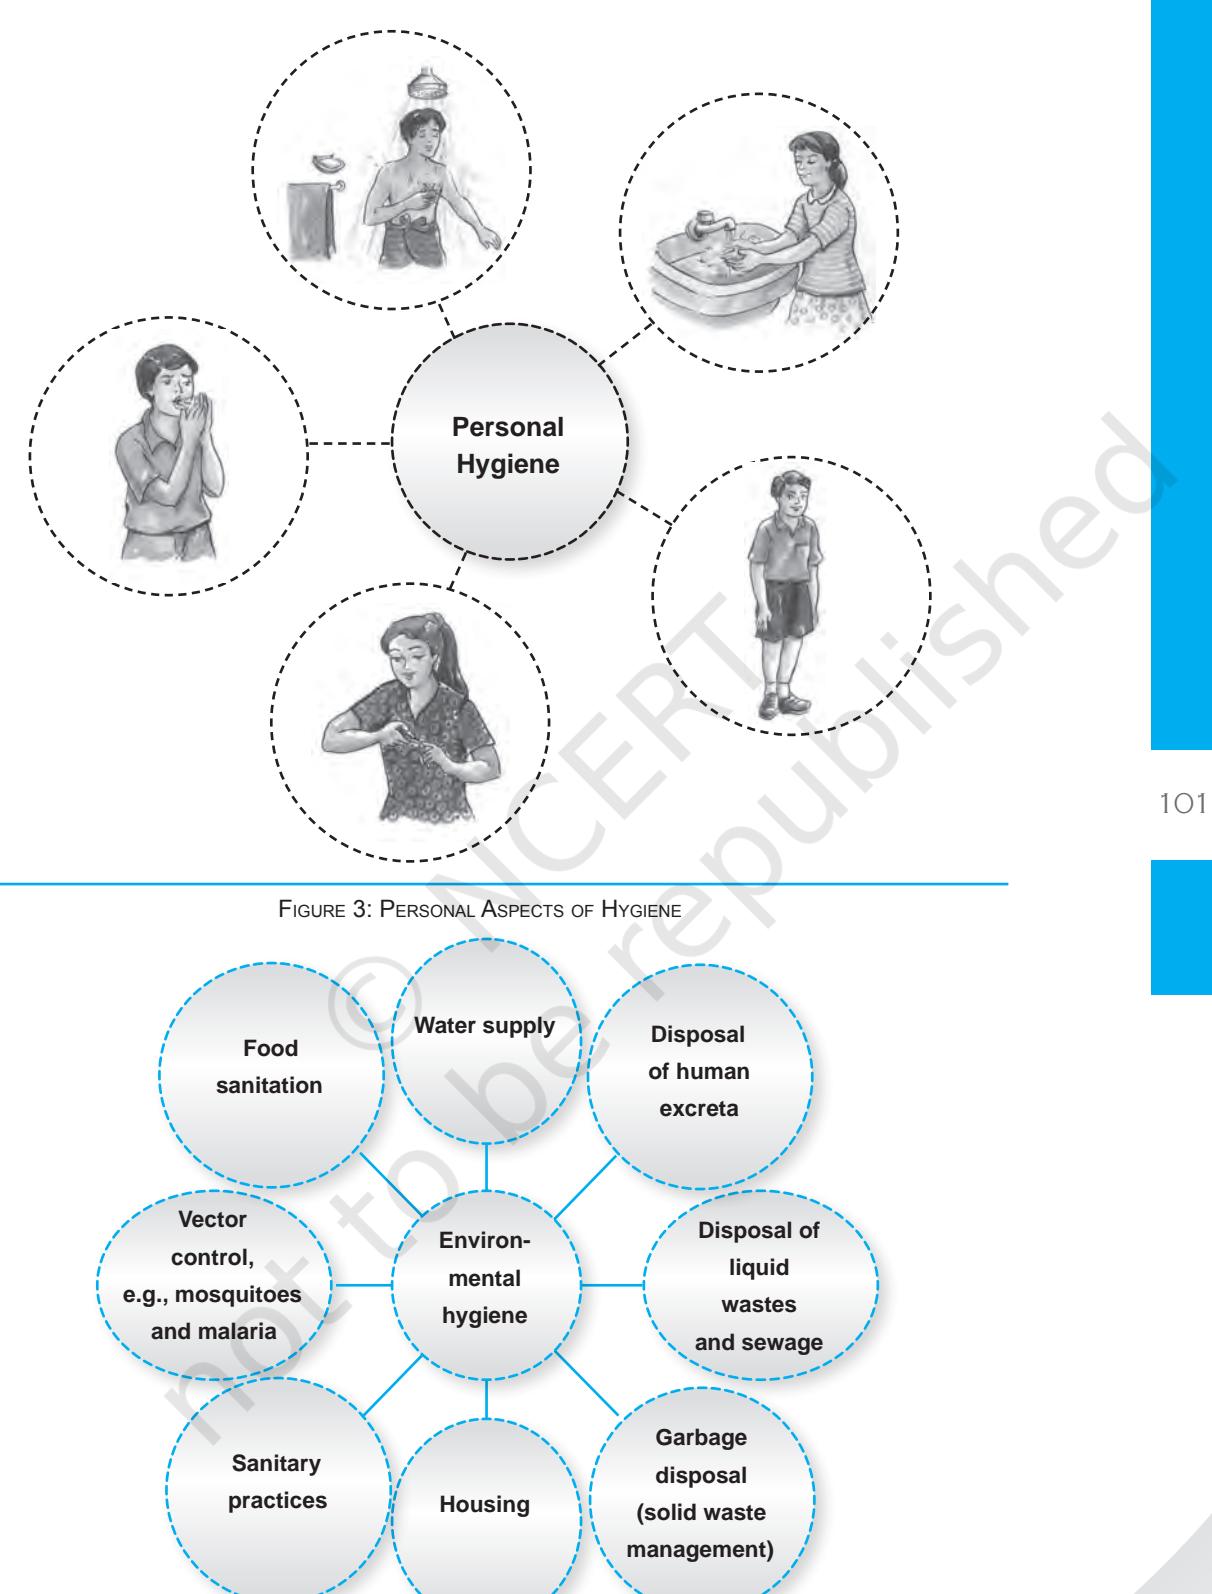 Personal
Hygiene
101
FIGURE 3: PERSONAL ASPECTS OF HYGIENE
Water supply
Food
sanitation
Disposal
of human
excreta
Vector
control,
e.g., mosquitoes
and malaria
Environ-
mental
hygiene
Disposal of
liquid
wastes
and sewage
Sanitary
practices
Housing
Garbage
disposal
(solid waste
management)
© NCERT
not to be republished